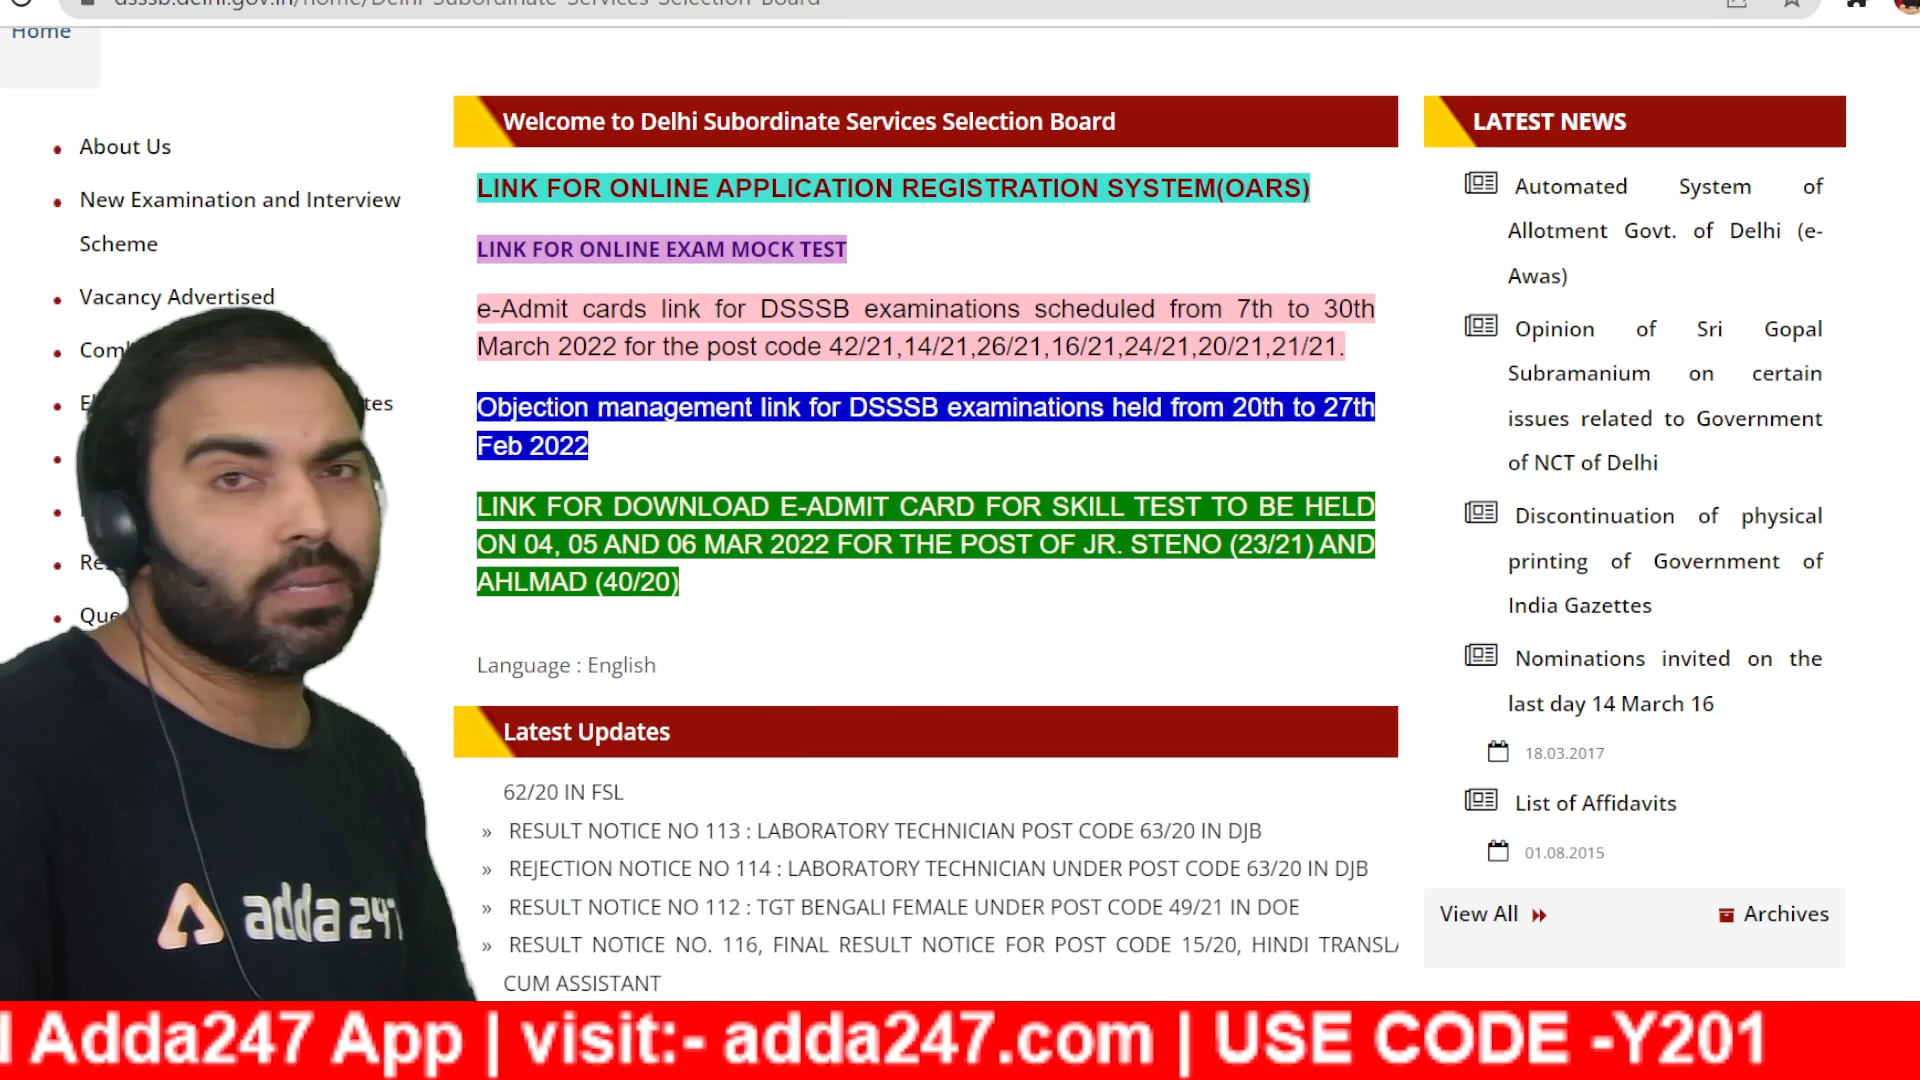 dsssb.delhi.gov.in/home/Delhi-Subordinate-Services-Selection-Board
Home
About Us
New Examination and Interview
Scheme
Vacancy Advertised
Welcome to Delhi Subordinate Services Selection Board
LINK FOR ONLINE APPLICATION REGISTRATION SYSTEM(OARS)
LINK FOR ONLINE EXAM MOCK TEST
e-Admit cards link for DSSSB examinations scheduled from 7th to 30th
March 2022 for the post code 42/21,14/21,26/21,16/21,24/21,20/21,21/21.
Objection management link for DSSSB examinations held from 20th to 27th
Feb 2022
LINK FOR DOWNLOAD E-ADMIT CARD FOR SKILL TEST TO BE HELD
ON 04, 05 AND 06 MAR 2022 FOR THE POST OF JR. STENO (23/21) AND
AHLMAD (40/20)
Language : English
Latest Updates
62/20 IN FSL
» RESULT NOTICE NO 113 : LABORATORY TECHNICIAN POST CODE 63/20 IN DJB
» REJECTION NOTICE NO 114 : LABORATORY TECHNICIAN UNDER POST CODE 63/20 IN DJB
» RESULT NOTICE NO 112 : TGT BENGALI FEMALE UNDER POST CODE 49/21 IN DOE
» RESULT NOTICE NO. 116, FINAL RESULT NOTICE FOR POST CODE 15/20, HINDI TRANSLA
CUM ASSISTANT
LATEST NEWS
Automated System of
Allotment Govt. of Delhi (e-
Awas)
Opinion of Sri Gopal
Subramanium on certain
issues related to Government
of NCT of Delhi
Discontinuation of physical
printing of Government of
India Gazettes
Nominations invited on the
last day 14 March 16
18.03.2017
List of Affidavits
01.08.2015
View All
Archives
adda247
Adda247 App | visit:- adda247.com | USE CODE -Y201